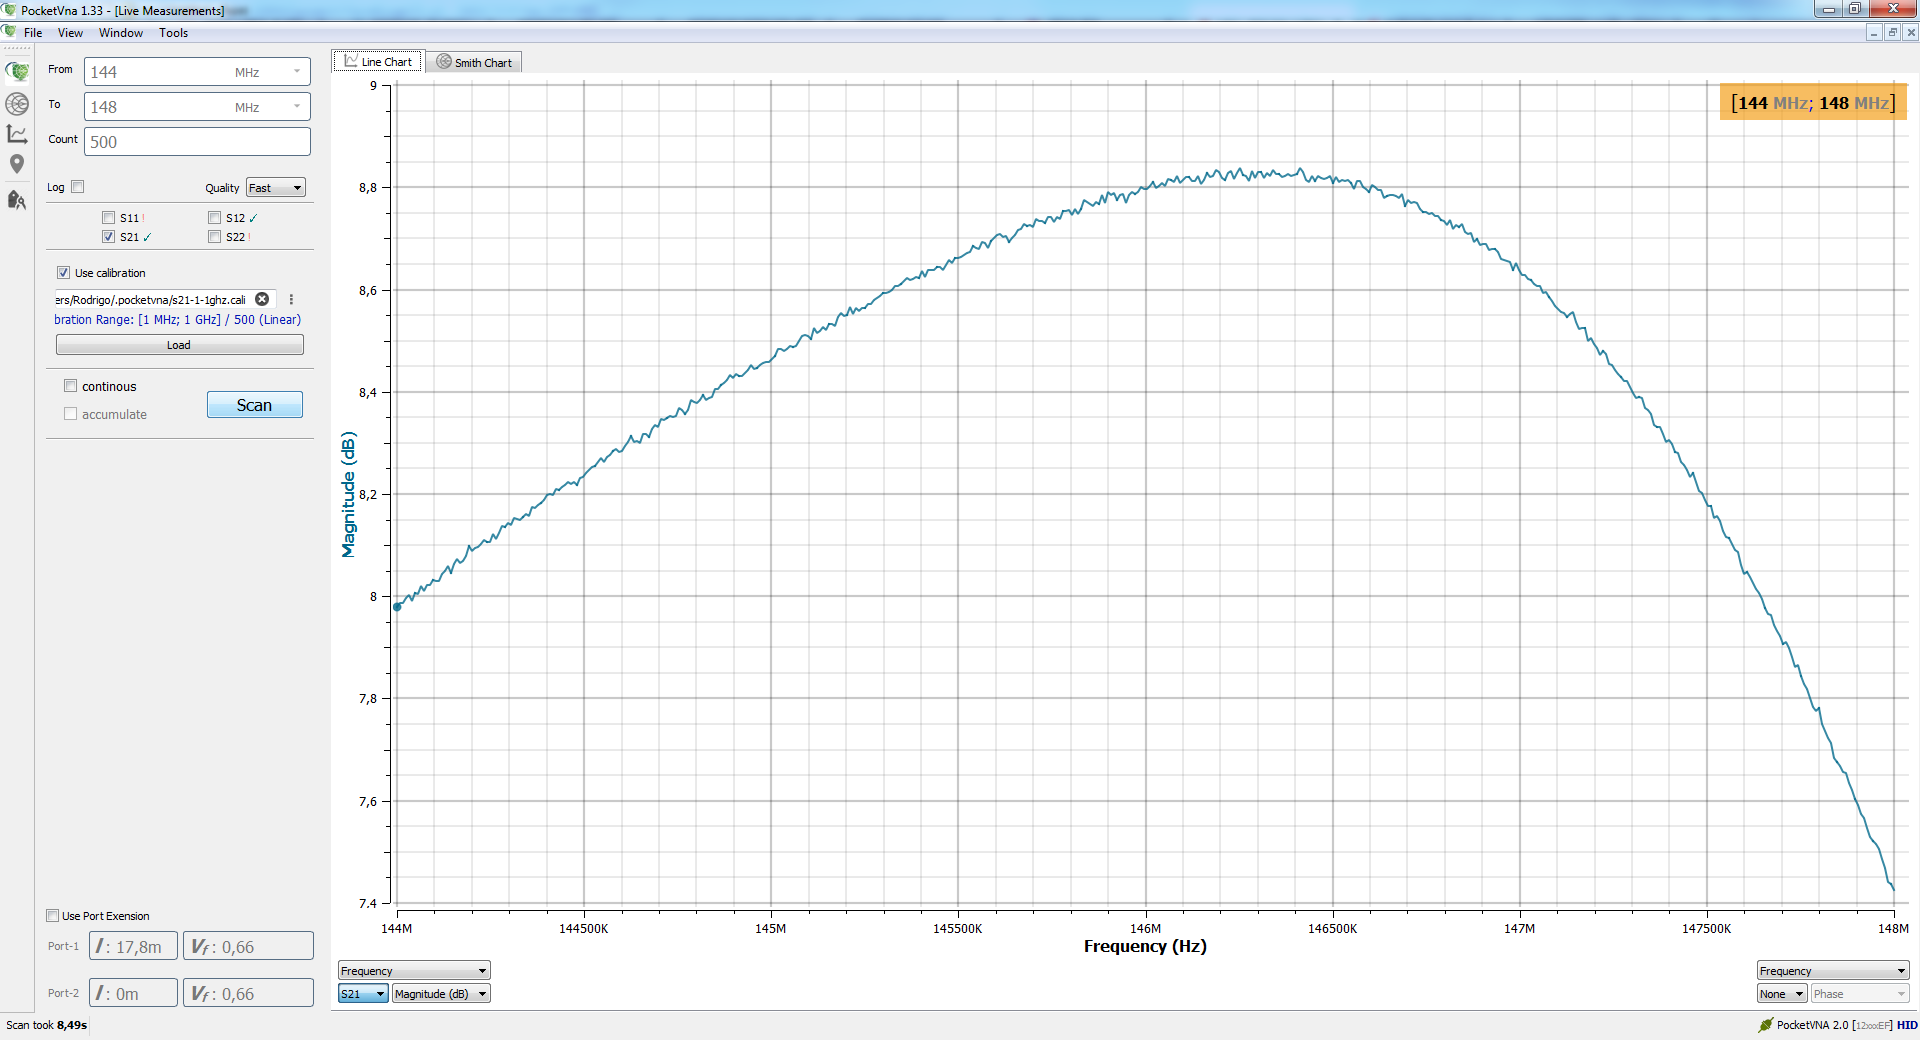 PocketVna 1.33 - [Live Measurements]
File View Window Tools
From 144 MHz
To 148 MHz
Count 500
Log Quality Fast
S11 ! S12 ✓
S21 ✓ S22 !
Use calibration
ers/Rodrigo/.pocketvna/s21-1-1ghz.cali
bration Range: [1 MHz; 1 GHz] / 500 (Linear)
Load
continous
accumulate
Scan
Use Port Exension
Port-1 I : 17,8m Vf : 0,66
Port-2 I : 0m Vf : 0,66
Scan took 8,49s
Line Chart Smith Chart
[144 MHz; 148 MHz]
Magnitude (dB)
9
8,8
8,6
8,4
8,2
8
7,8
7,6
7,4
144M 144500K 145M 145500K 146M 146500K 147M 147500K 148M
Frequency (Hz)
Frequency
S21 Magnitude (dB)
Frequency
None Phase
PocketVNA 2.0 [12xxxEF] HID